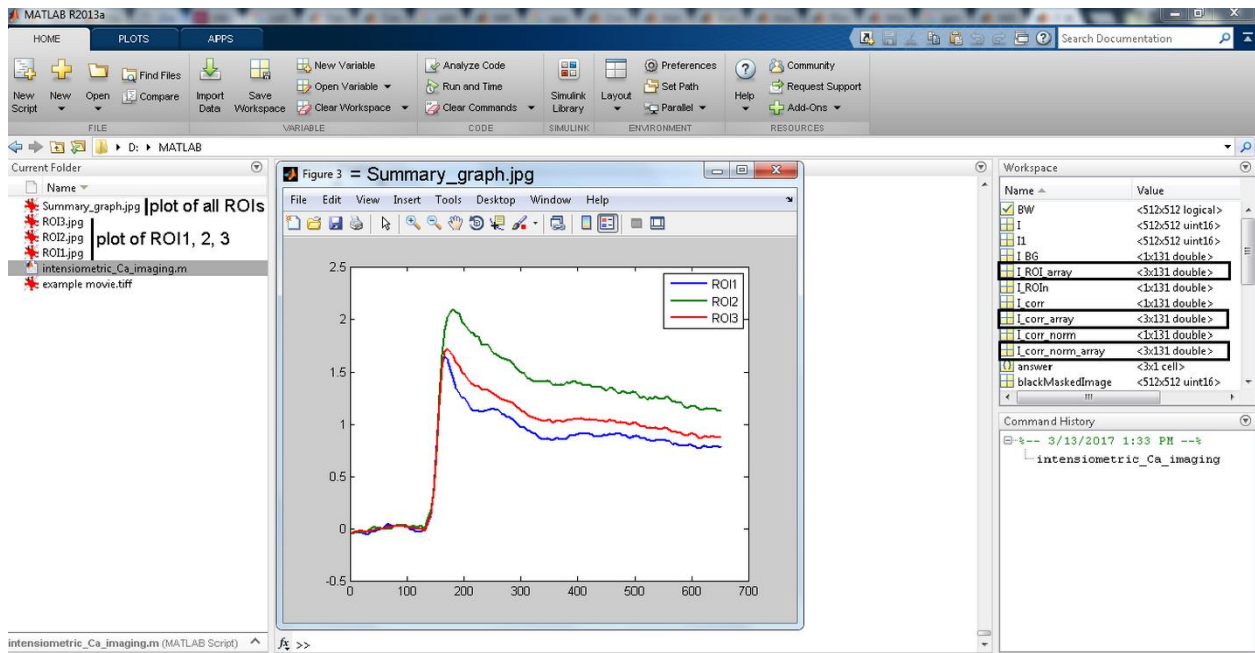 MATLAB R2013a
HOME PLOTS APPS
Search Documentation
New Script
New
Open
Find Files
Compare
Import Data
Save Workspace
New Variable
Open Variable
Clear Workspace
Analyze Code
Run and Time
Clear Commands
Simulink Library
Layout
Preferences
Set Path
Parallel
Help
Community
Request Support
Add-Ons
FILE VARIABLE CODE SIMULINK ENVIRONMENT RESOURCES
D: MATLAB
Current Folder
Name
Summary_graph.jpg plot of all ROIs
ROI3.jpg
ROI2.jpg plot of ROI1, 2, 3
ROI1.jpg
intensiometric_Ca_imaging.m
example movie.tiff
intensiometric_Ca_imaging.m (MATLAB Script)
Figure 3 = Summary_graph.jpg
File Edit View Insert Tools Desktop Window Help
2.5
2
1.5
1
0.5
0
-0.5
0 100 200 300 400 500 600 700
ROI1
ROI2
ROI3
fx >>
Workspace
Name Value
BW <512x512 logical>
I <512x512 uint16>
I1 <512x512 uint16>
I_BG <1x131 double>
I_ROI_array <3x131 double>
I_ROIn <1x131 double>
I_corr <1x131 double>
I_corr_array <3x131 double>
I_corr_norm <1x131 double>
I_corr_norm_array <3x131 double>
answer <3x1 cell>
blackMaskedImage <512x512 uint16>
Command History
%-- 3/13/2017 1:33 PM --%
intensiometric_Ca_imaging